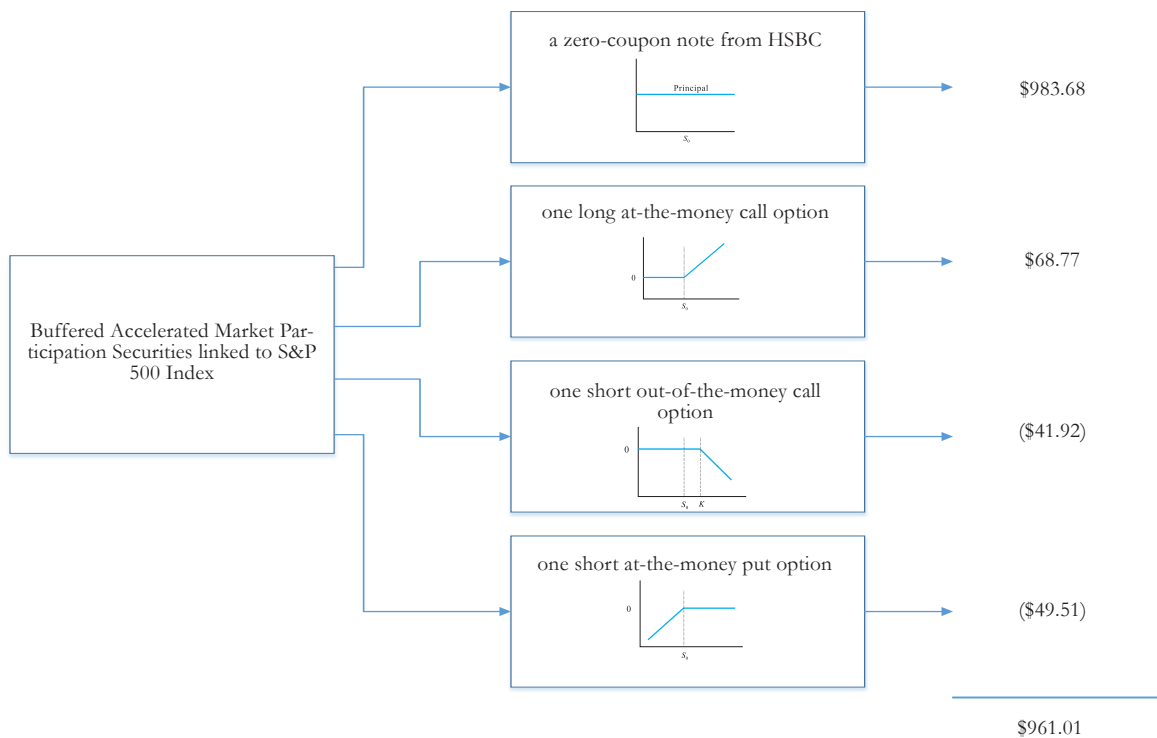 a zero-coupon note from HSBC
Principal
S₀
$983.68
one long at-the-money call option
0
S₀
$68.77
Buffered Accelerated Market Par-
ticipation Securities linked to S&P
500 Index
one short out-of-the-money call
option
0
S₀ K
($41.92)
one short at-the-money put option
0
S₀
($49.51)
$961.01